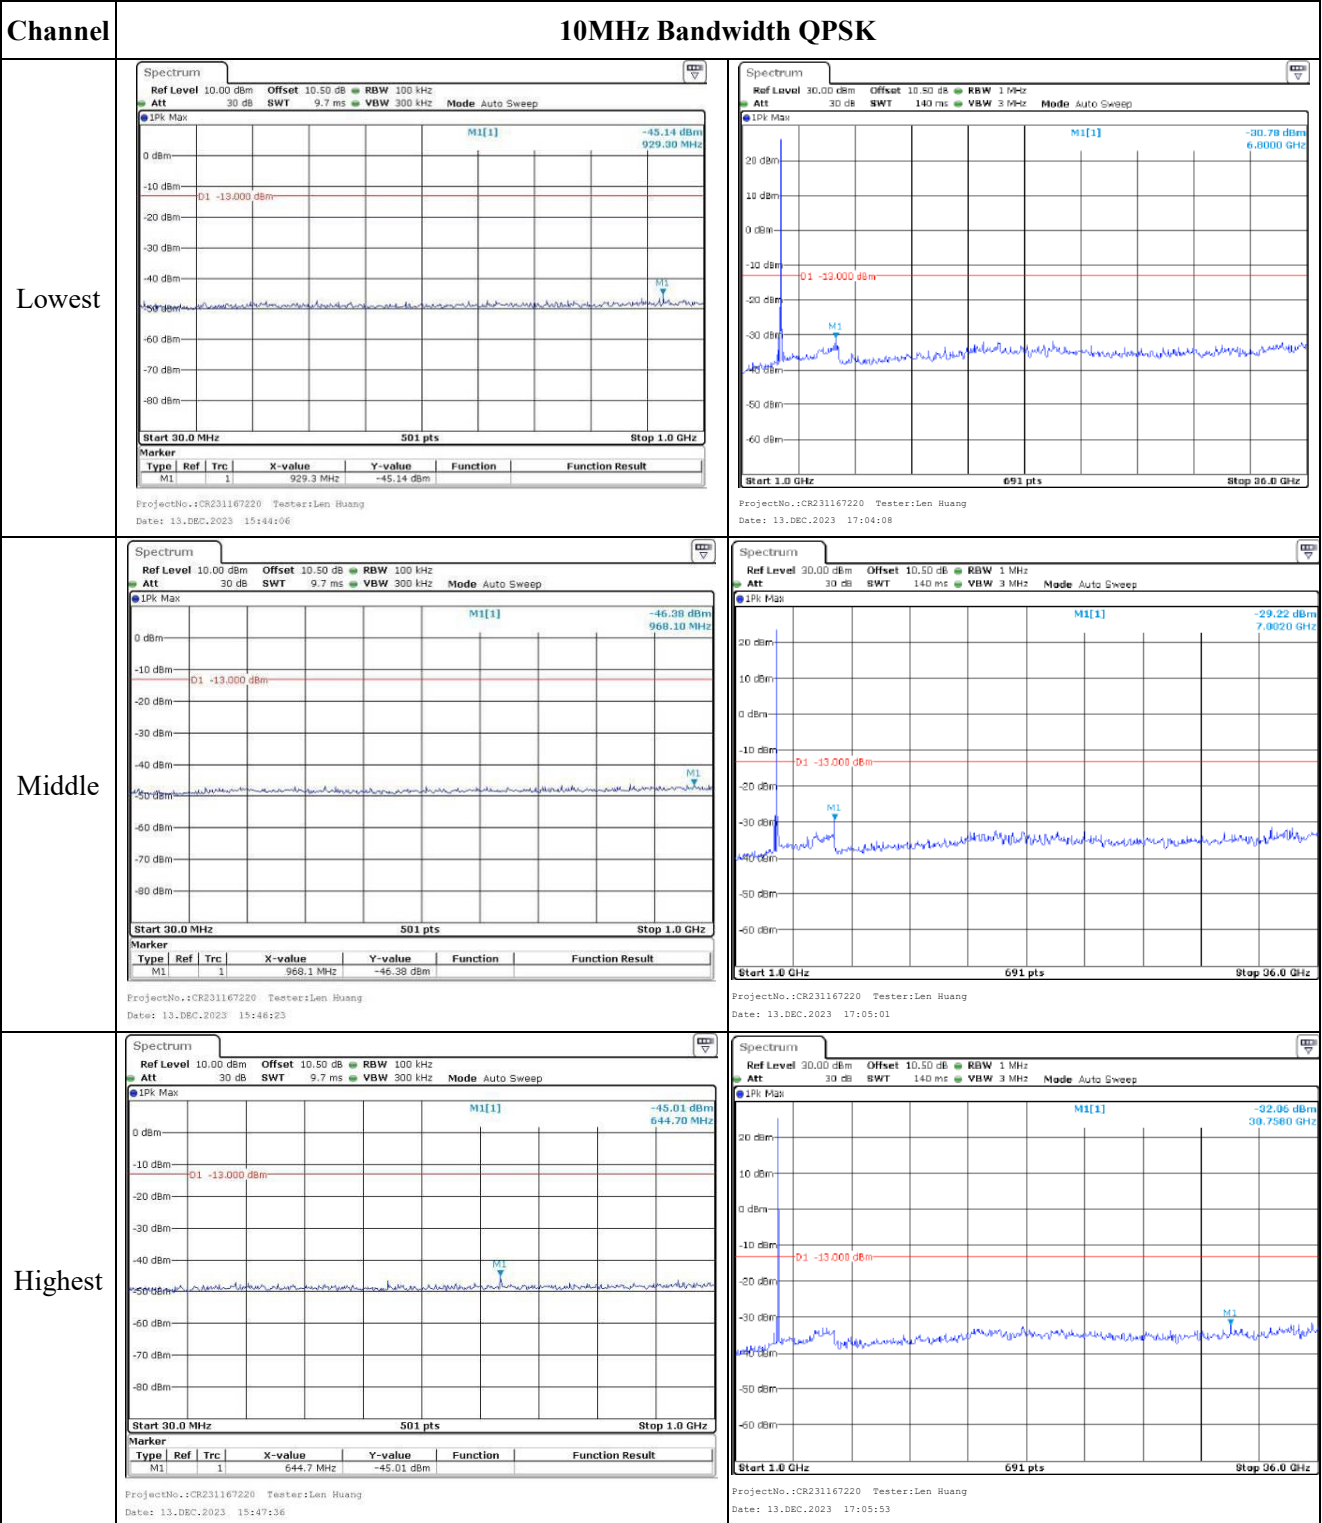 Channel 10MHz Bandwidth QPSK
Lowest
Spectrum
Ref Level 10.00 dBm Offset 10.50 dB RBW 100 kHz
Att 30 dB SWT 9.7 ms VBW 300 kHz Mode Auto Sweep
1Pk Max
M1[1] -45.14 dBm
929.30 MHz
0 dBm
-10 dBm
D1 -13.000 dBm
-20 dBm
-30 dBm
-40 dBm
M1
-50 dBm
-60 dBm
-70 dBm
-80 dBm
Start 30.0 MHz 501 pts Stop 1.0 GHz
Marker
Type Ref Trc X-value Y-value Function Function Result
M1 1 929.3 MHz -45.14 dBm
ProjectNo.:CR231167220 Tester:Len Huang
Date: 13.DEC.2023 15:44:06
Spectrum
Ref Level 30.00 dBm Offset 10.50 dB RBW 1 MHz
Att 30 dB SWT 140 ms VBW 3 MHz Mode Auto Sweep
1Pk Max
M1[1] -30.78 dBm
6.8000 GHz
20 dBm
10 dBm
0 dBm
-10 dBm
D1 -13.000 dBm
-20 dBm
M1
-30 dBm
-40 dBm
-50 dBm
-60 dBm
Start 1.0 GHz 691 pts Stop 36.0 GHz
ProjectNo.:CR231167220 Tester:Len Huang
Date: 13.DEC.2023 17:04:08
Middle
Spectrum
Ref Level 10.00 dBm Offset 10.50 dB RBW 100 kHz
Att 30 dB SWT 9.7 ms VBW 300 kHz Mode Auto Sweep
1Pk Max
M1[1] -46.38 dBm
968.10 MHz
0 dBm
-10 dBm
D1 -13.000 dBm
-20 dBm
-30 dBm
-40 dBm
M1
-50 dBm
-60 dBm
-70 dBm
-80 dBm
Start 30.0 MHz 501 pts Stop 1.0 GHz
Marker
Type Ref Trc X-value Y-value Function Function Result
M1 1 968.1 MHz -46.38 dBm
ProjectNo.:CR231167220 Tester:Len Huang
Date: 13.DEC.2023 15:46:23
Spectrum
Ref Level 30.00 dBm Offset 10.50 dB RBW 1 MHz
Att 30 dB SWT 140 ms VBW 3 MHz Mode Auto Sweep
1Pk Max
M1[1] -29.22 dBm
7.0020 GHz
20 dBm
10 dBm
0 dBm
-10 dBm
D1 -13.000 dBm
-20 dBm
M1
-30 dBm
-40 dBm
-50 dBm
-60 dBm
Start 1.0 GHz 691 pts Stop 36.0 GHz
ProjectNo.:CR231167220 Tester:Len Huang
Date: 13.DEC.2023 17:05:01
Highest
Spectrum
Ref Level 10.00 dBm Offset 10.50 dB RBW 100 kHz
Att 30 dB SWT 9.7 ms VBW 300 kHz Mode Auto Sweep
1Pk Max
M1[1] -45.01 dBm
644.70 MHz
0 dBm
-10 dBm
D1 -13.000 dBm
-20 dBm
-30 dBm
-40 dBm
M1
-50 dBm
-60 dBm
-70 dBm
-80 dBm
Start 30.0 MHz 501 pts Stop 1.0 GHz
Marker
Type Ref Trc X-value Y-value Function Function Result
M1 1 644.7 MHz -45.01 dBm
ProjectNo.:CR231167220 Tester:Len Huang
Date: 13.DEC.2023 15:47:36
Spectrum
Ref Level 30.00 dBm Offset 10.50 dB RBW 1 MHz
Att 30 dB SWT 140 ms VBW 3 MHz Mode Auto Sweep
1Pk Max
M1[1] -32.05 dBm
30.7580 GHz
20 dBm
10 dBm
0 dBm
-10 dBm
D1 -13.000 dBm
-20 dBm
-30 dBm
M1
-40 dBm
-50 dBm
-60 dBm
Start 1.0 GHz 691 pts Stop 36.0 GHz
ProjectNo.:CR231167220 Tester:Len Huang
Date: 13.DEC.2023 17:05:53